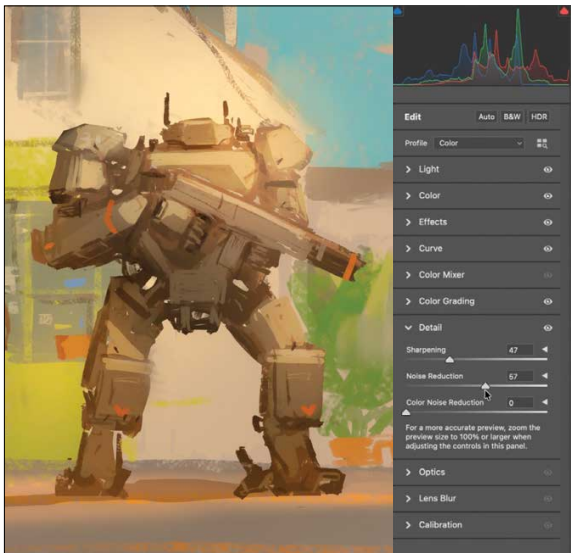 Edit Auto B&W HDR
Profile Color
Light
Color
Effects
Curve
Color Mixer
Color Grading
Detail
Sharpening 47
Noise Reduction 57
Color Noise Reduction 0
For a more accurate preview, zoom the
preview size to 100% or larger when
adjusting the controls in this panel.
Optics
Lens Blur
Calibration